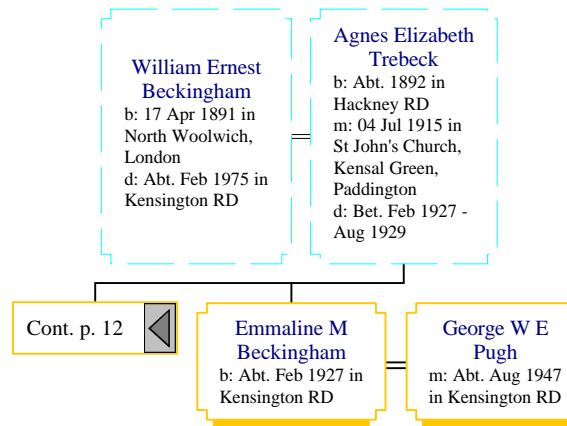 William Ernest
Beckingham
b: 17 Apr 1891 in
North Woolwich,
London
d: Abt. Feb 1975 in
Kensington RD
Agnes Elizabeth
Trebeck
b: Abt. 1892 in
Hackney RD
m: 04 Jul 1915 in
St John's Church,
Kensal Green,
Paddington
d: Bet. Feb 1927 -
Aug 1929
Cont. p. 12
Emmaline M
Beckingham
b: Abt. Feb 1927 in
Kensington RD
George W E
Pugh
m: Abt. Aug 1947
in Kensington RD